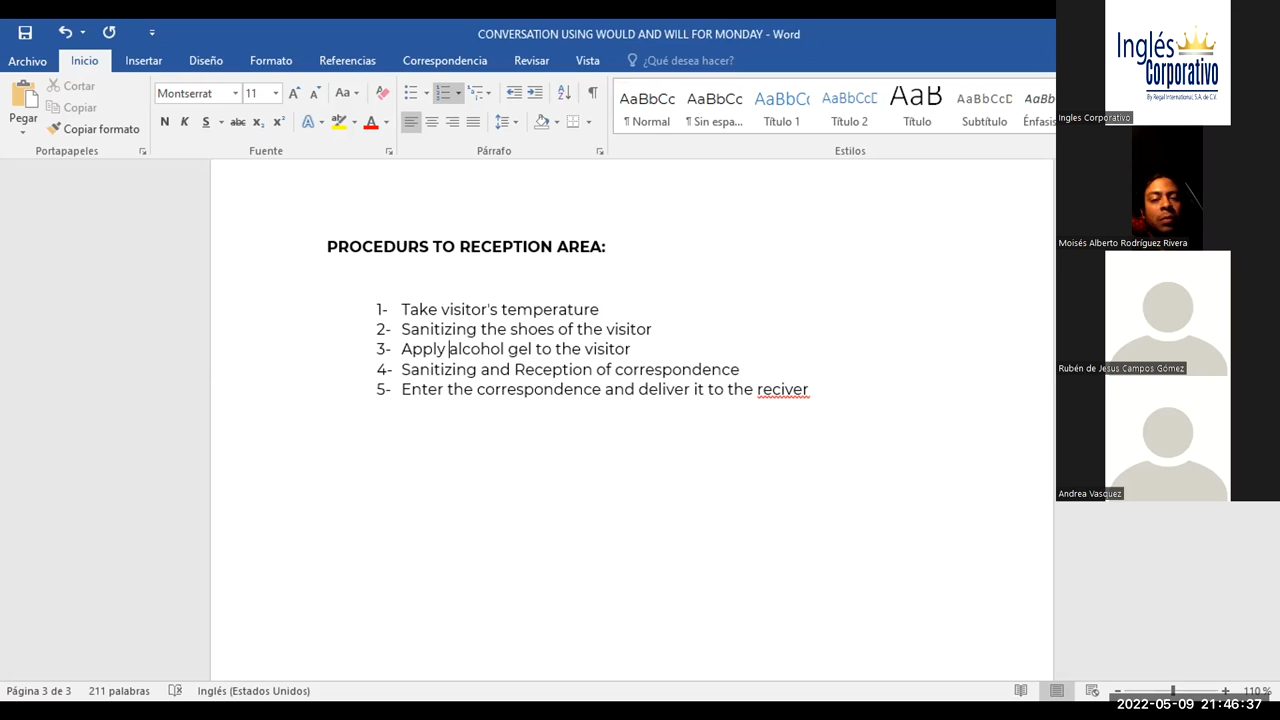 CONVERSATION USING WOULD AND WILL FOR MONDAY - Word
Archivo Inicio Insertar Diseño Formato Referencias Correspondencia Revisar Vista ¿Qué desea hacer?
Pegar
Cortar
Copiar
Copiar formato
Portapapeles
Montserrat 11 Aa
N K S abc x₂ x² A A
Fuente
Párrafo
AaBbCc AaBbCc AaBbCc AaBbCcD AaB AaBbCcD AaBbCc
¶ Normal ¶ Sin espa... Título 1 Título 2 Título Subtítulo Énfasis
Estilos
PROCEDURS TO RECEPTION AREA:
1- Take visitor's temperature
2- Sanitizing the shoes of the visitor
3- Apply alcohol gel to the visitor
4- Sanitizing and Reception of correspondence
5- Enter the correspondence and deliver it to the reciver
Página 3 de 3 211 palabras Inglés (Estados Unidos) 110 %
Inglés
Corporativo
By Regal International, S.A. de C.V.
Ingles Corporativo
Moisés Alberto Rodríguez Rivera
Rubén de Jesus Campos Gómez
Andrea Vasquez
2022-05-09 21:46:37